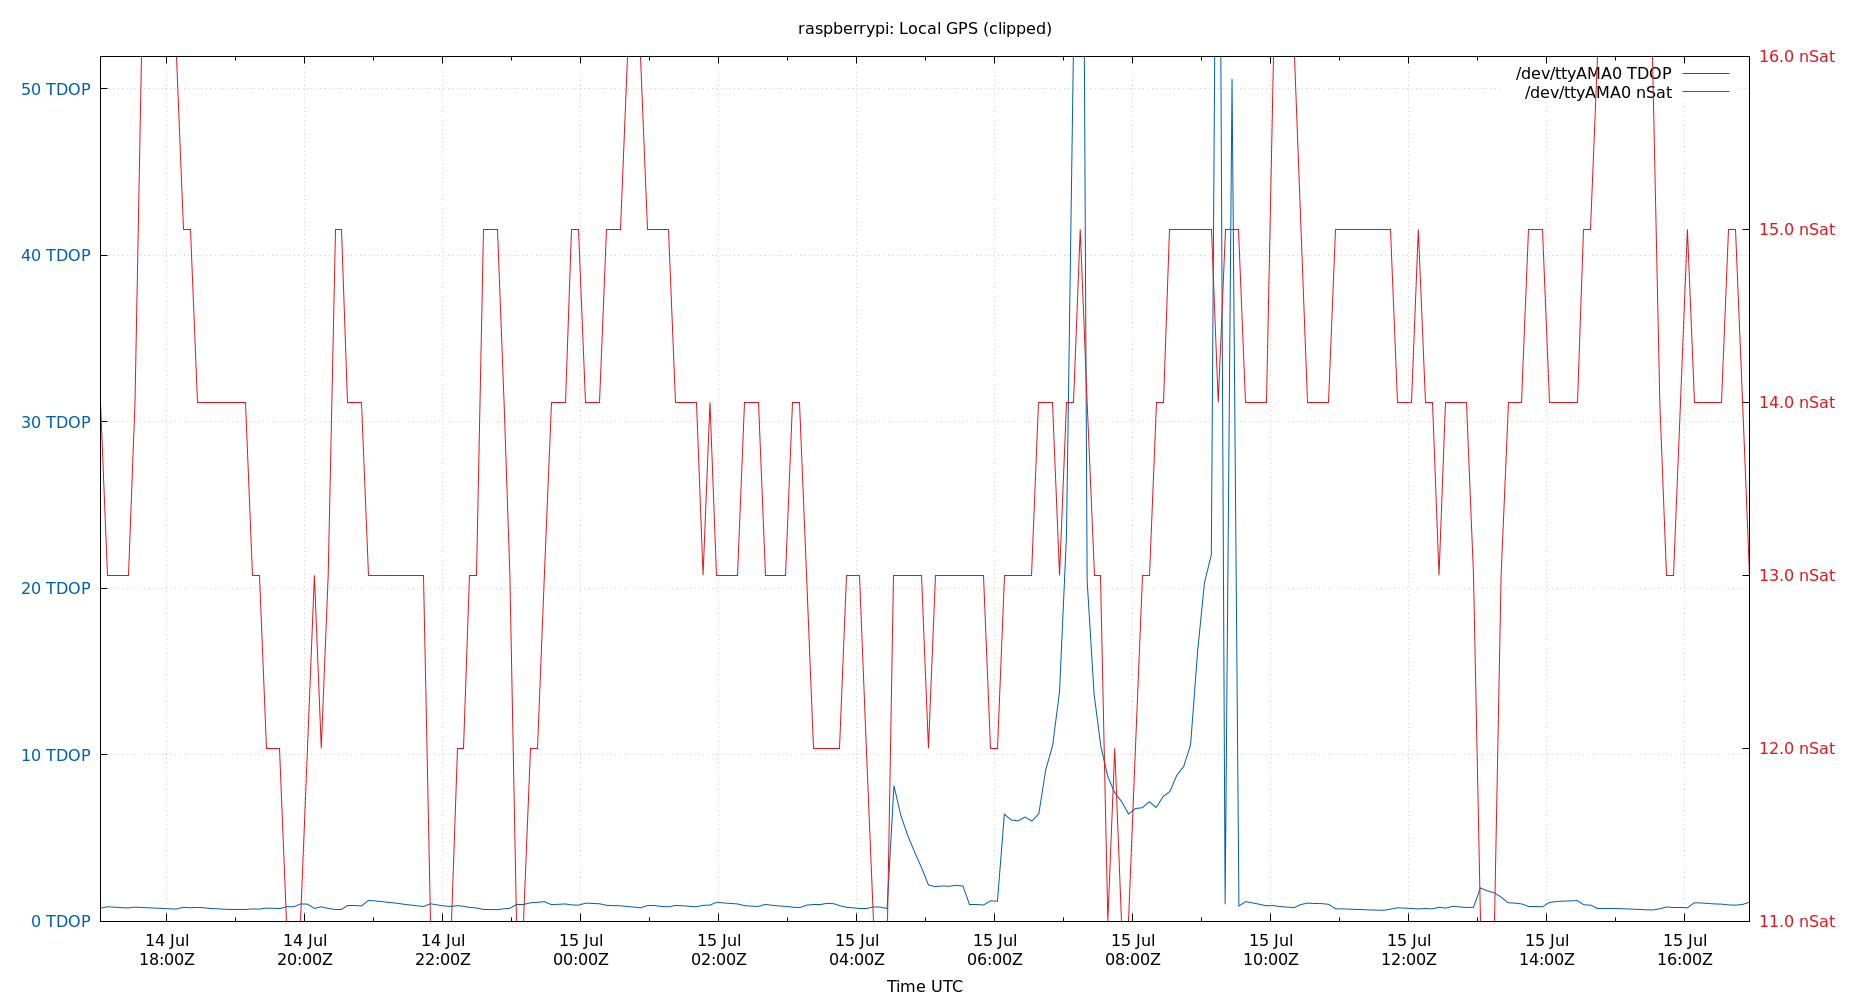 raspberrypi: Local GPS (clipped)
/dev/ttyAMA0 TDOP
/dev/ttyAMA0 nSat
50 TDOP
40 TDOP
30 TDOP
20 TDOP
10 TDOP
0 TDOP
16.0 nSat
15.0 nSat
14.0 nSat
13.0 nSat
12.0 nSat
11.0 nSat
14 Jul
18:00Z
14 Jul
20:00Z
14 Jul
22:00Z
15 Jul
00:00Z
15 Jul
02:00Z
15 Jul
04:00Z
15 Jul
06:00Z
15 Jul
08:00Z
15 Jul
10:00Z
15 Jul
12:00Z
15 Jul
14:00Z
15 Jul
16:00Z
Time UTC